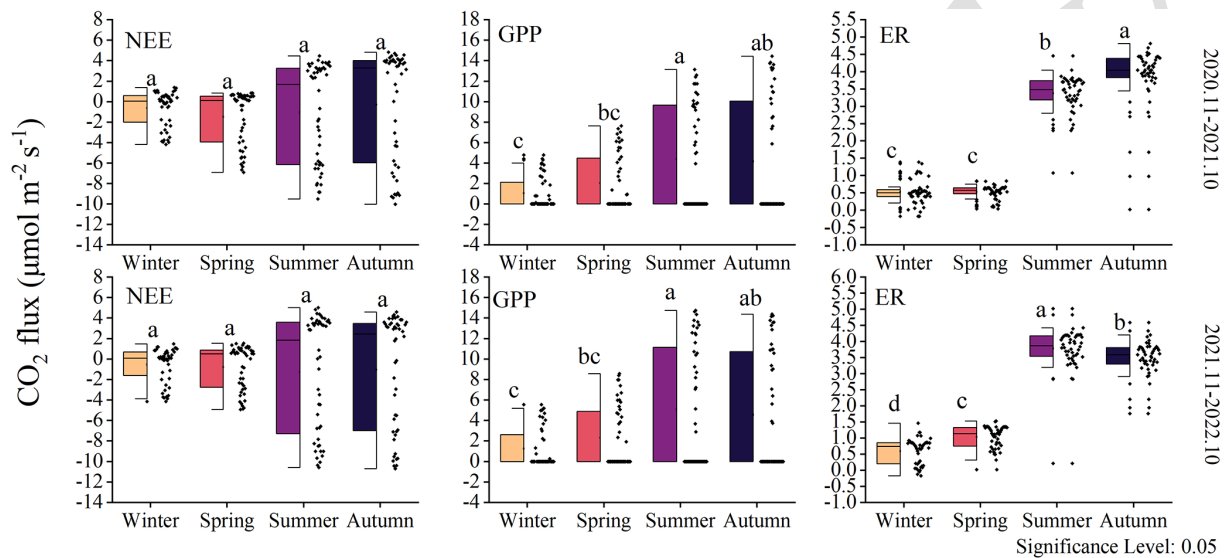 CO₂ flux (μmol m⁻² s⁻¹)
NEE
8
6
4
2
0
-2
-4
-6
-8
-10
-12
-14
a
a
a
a
Winter Spring Summer Autumn
GPP
18
16
14
12
10
8
6
4
2
0
-2
-4
c
bc
a
ab
Winter Spring Summer Autumn
ER
5.5
5.0
4.5
4.0
3.5
3.0
2.5
2.0
1.5
1.0
0.5
0.0
-0.5
-1.0
c
c
b
a
Winter Spring Summer Autumn
2020.11-2021.10
NEE
8
6
4
2
0
-2
-4
-6
-8
-10
-12
-14
a
a
a
a
Winter Spring Summer Autumn
GPP
18
16
14
12
10
8
6
4
2
0
-2
-4
c
bc
a
ab
Winter Spring Summer Autumn
ER
6.0
5.5
5.0
4.5
4.0
3.5
3.0
2.5
2.0
1.5
1.0
0.5
0.0
-0.5
-1.0
d
c
a
b
Winter Spring Summer Autumn
2021.11-2022.10
Significance Level: 0.05